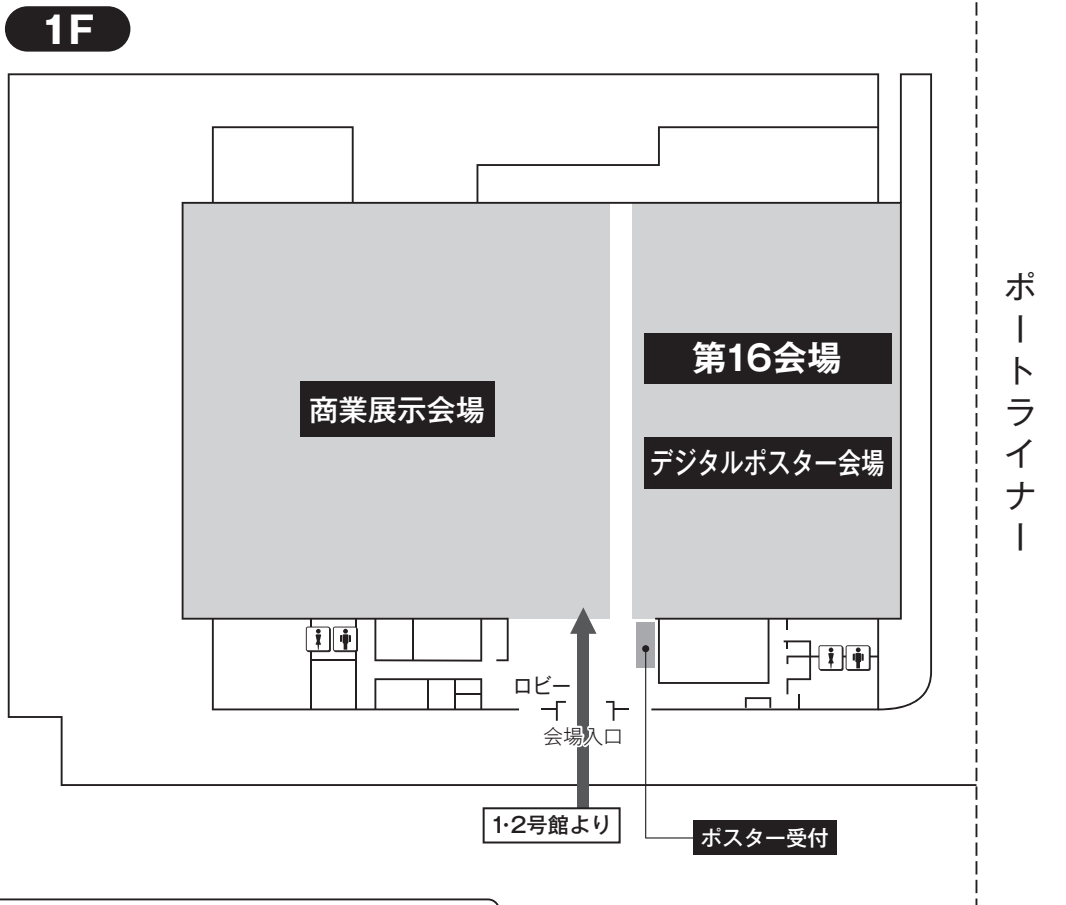 1F
ポートライナー
第16会場
商業展示会場
デジタルポスター会場
ロビー
会場入口
1・2号館より
ポスター受付